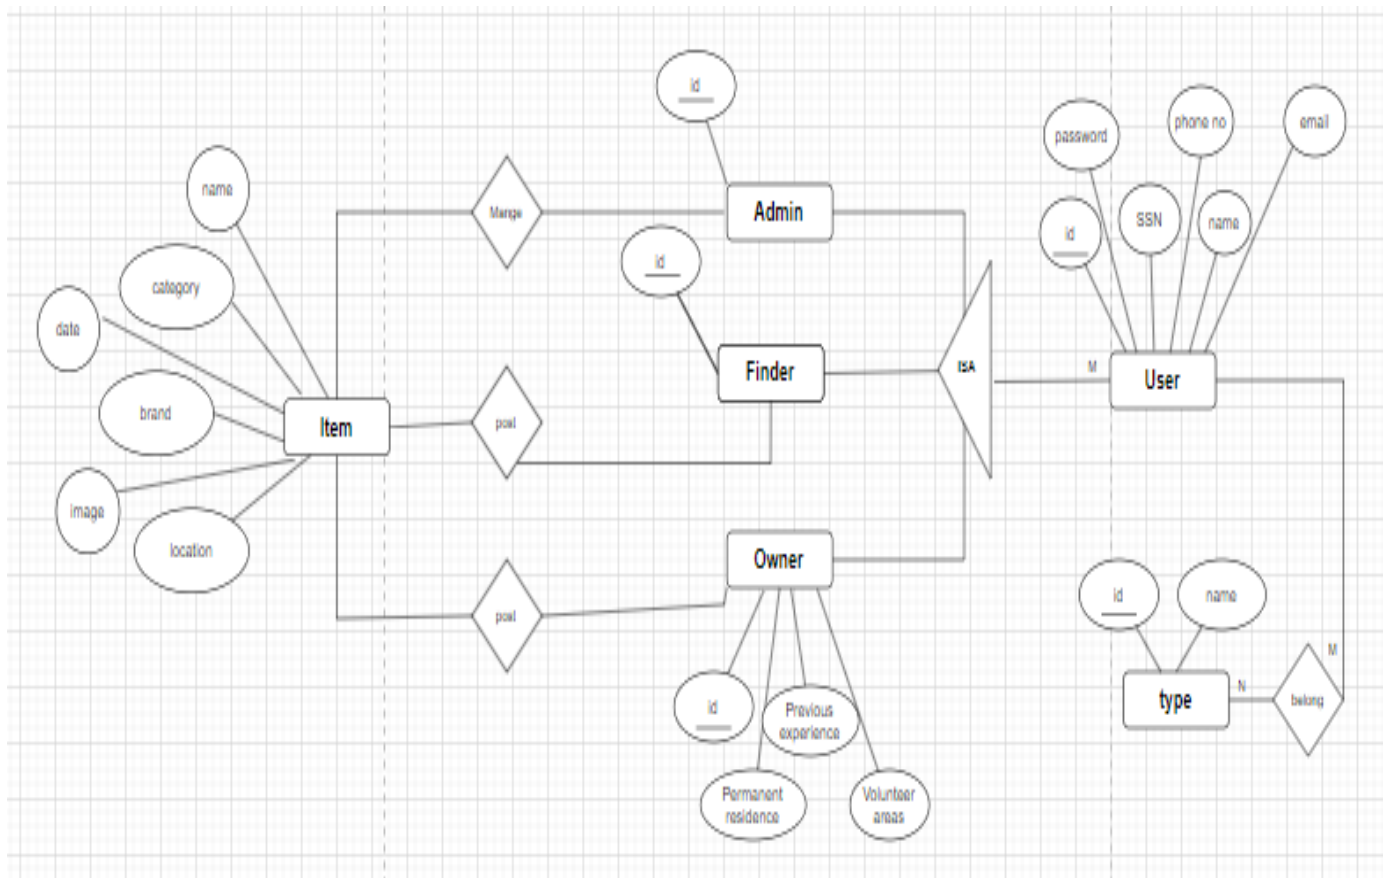 id
password
phone no
email
name
Mange
Admin
id
SSN
name
id
category
date
ISA
Finder
M
User
brand
Item
post
image
location
Owner
id
name
post
M
type
N
belong
id
Previous
experience
Permanent
residence
Volunteer
areas